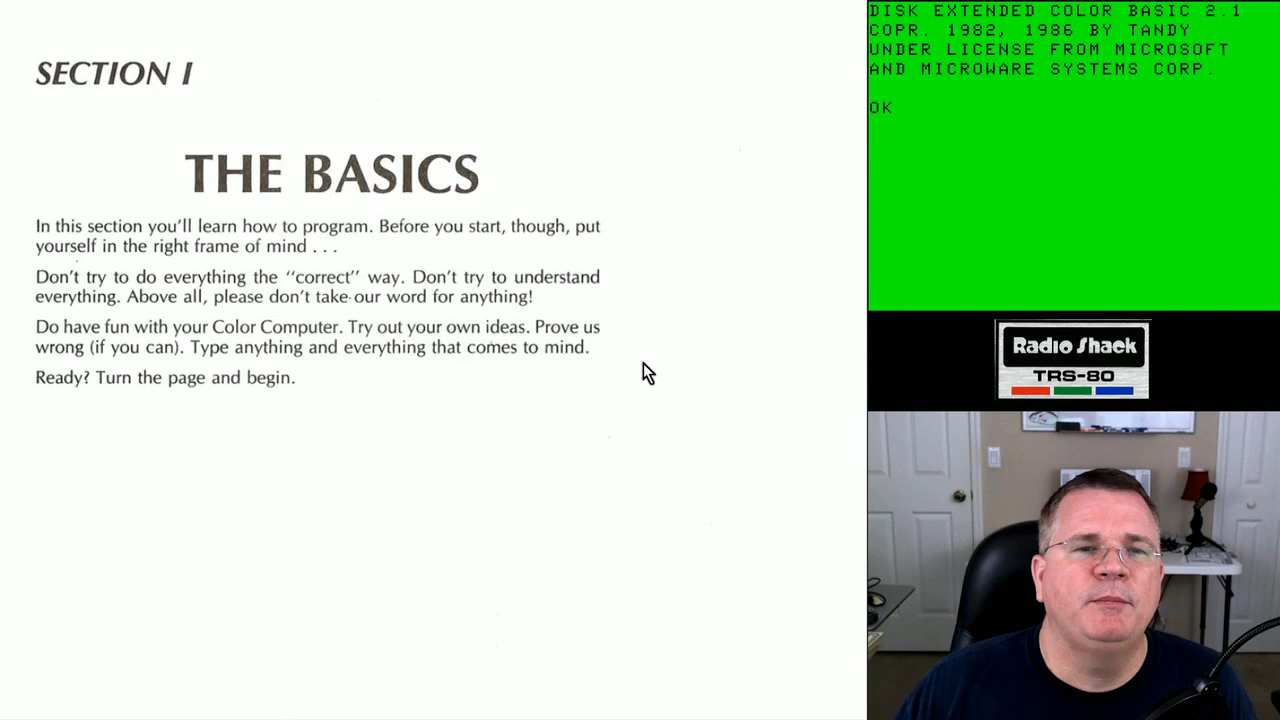 SECTION I
THE BASICS
In this section you'll learn how to program. Before you start, though, put
yourself in the right frame of mind . . .
Don't try to do everything the ''correct'' way. Don't try to understand
everything. Above all, please don't take our word for anything!
Do have fun with your Color Computer. Try out your own ideas. Prove us
wrong (if you can). Type anything and everything that comes to mind.
Ready? Turn the page and begin.
DISK EXTENDED COLOR BASIC 2.1
COPR. 1982, 1986 BY TANDY
UNDER LICENSE FROM MICROSOFT
AND MICROWARE SYSTEMS CORP.
OK
Radio Shack
TRS-80